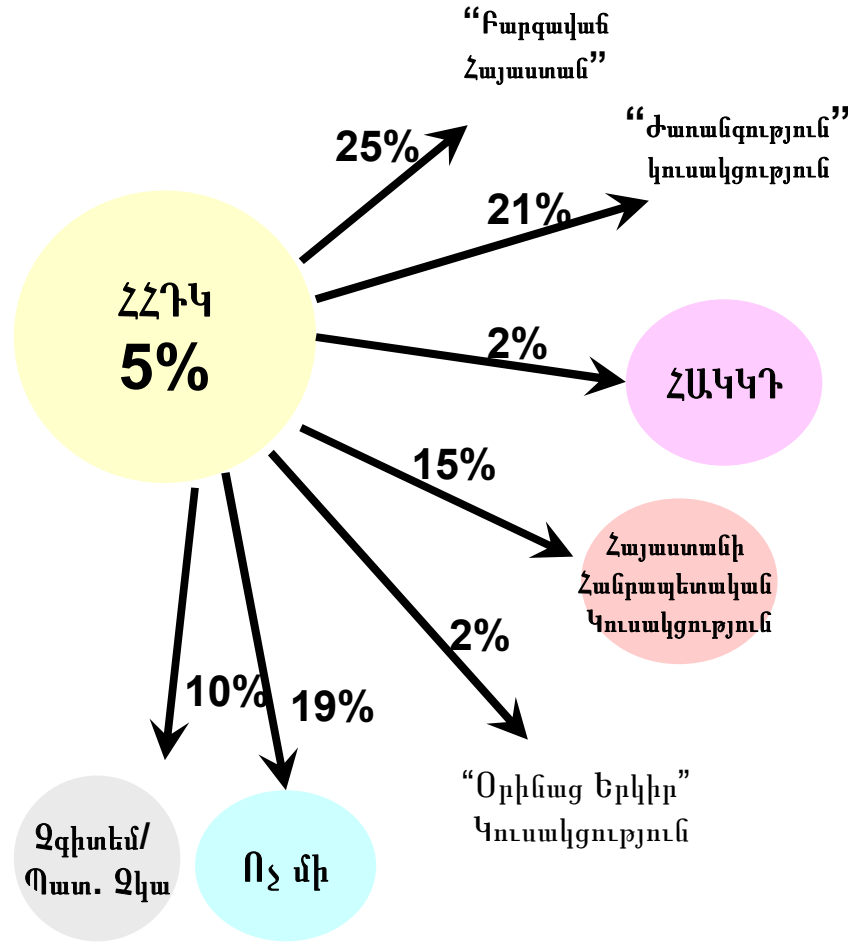 “Բարգավաճ
Հայաստան”
“Ժառանգություն”
կուսակցություն
25%
21%
ՀՀԴԿ
5%
2%
ՀԱԿԿԴ
15%
Հայաստանի
Հանրապետական
Կուսակցություն
2%
10%
19%
“Օրինաց Երկիր”
Կուսակցություն
Չգիտեմ/
Պատ. Չկա
Ոչ մի